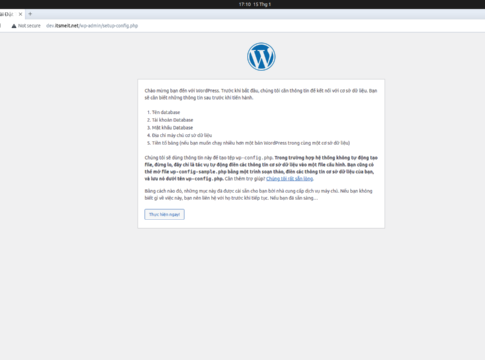 17:10 15 Thg 1
Not secure dev.itsmeit.net/wp-admin/setup-config.php
Chào mừng bạn đến với WordPress. Trước khi bắt đầu, chúng tôi cần thông tin để kết nối với cơ sở dữ liệu. Bạn
sẽ cần biết những thông tin sau trước khi tiến hành.
1. Tên database
2. Tài khoản Database
3. Mật khẩu Database
4. Địa chỉ máy chủ cơ sở dữ liệu
5. Tiền tố bảng (nếu bạn muốn chạy nhiều hơn một bản WordPress trong cùng một cơ sở dữ liệu)
Chúng tôi sẽ dùng thông tin này để tạo tệp wp-config.php. Trong trường hợp hệ thống không tự động tạo
file, đừng lo, đây chỉ là tác vụ tự động điền các thông tin cơ sở dữ liệu vào một file cấu hình. Bạn cũng có
thể mở file wp-config-sample.php bằng một trình soạn thảo, điền các thông tin cơ sở dữ liệu của bạn,
và lưu nó dưới tên wp-config.php. Cần thêm trợ giúp? Chúng tôi rất sẵn lòng.
Bằng cách nào đó, những mục này đã được cài sẵn cho bạn bởi nhà cung cấp dịch vụ máy chủ. Nếu bạn không
biết gì về việc này, bạn nên liên hệ với họ trước khi tiếp tục. Nếu bạn đã sẵn sàng...
Thực hiện ngay!